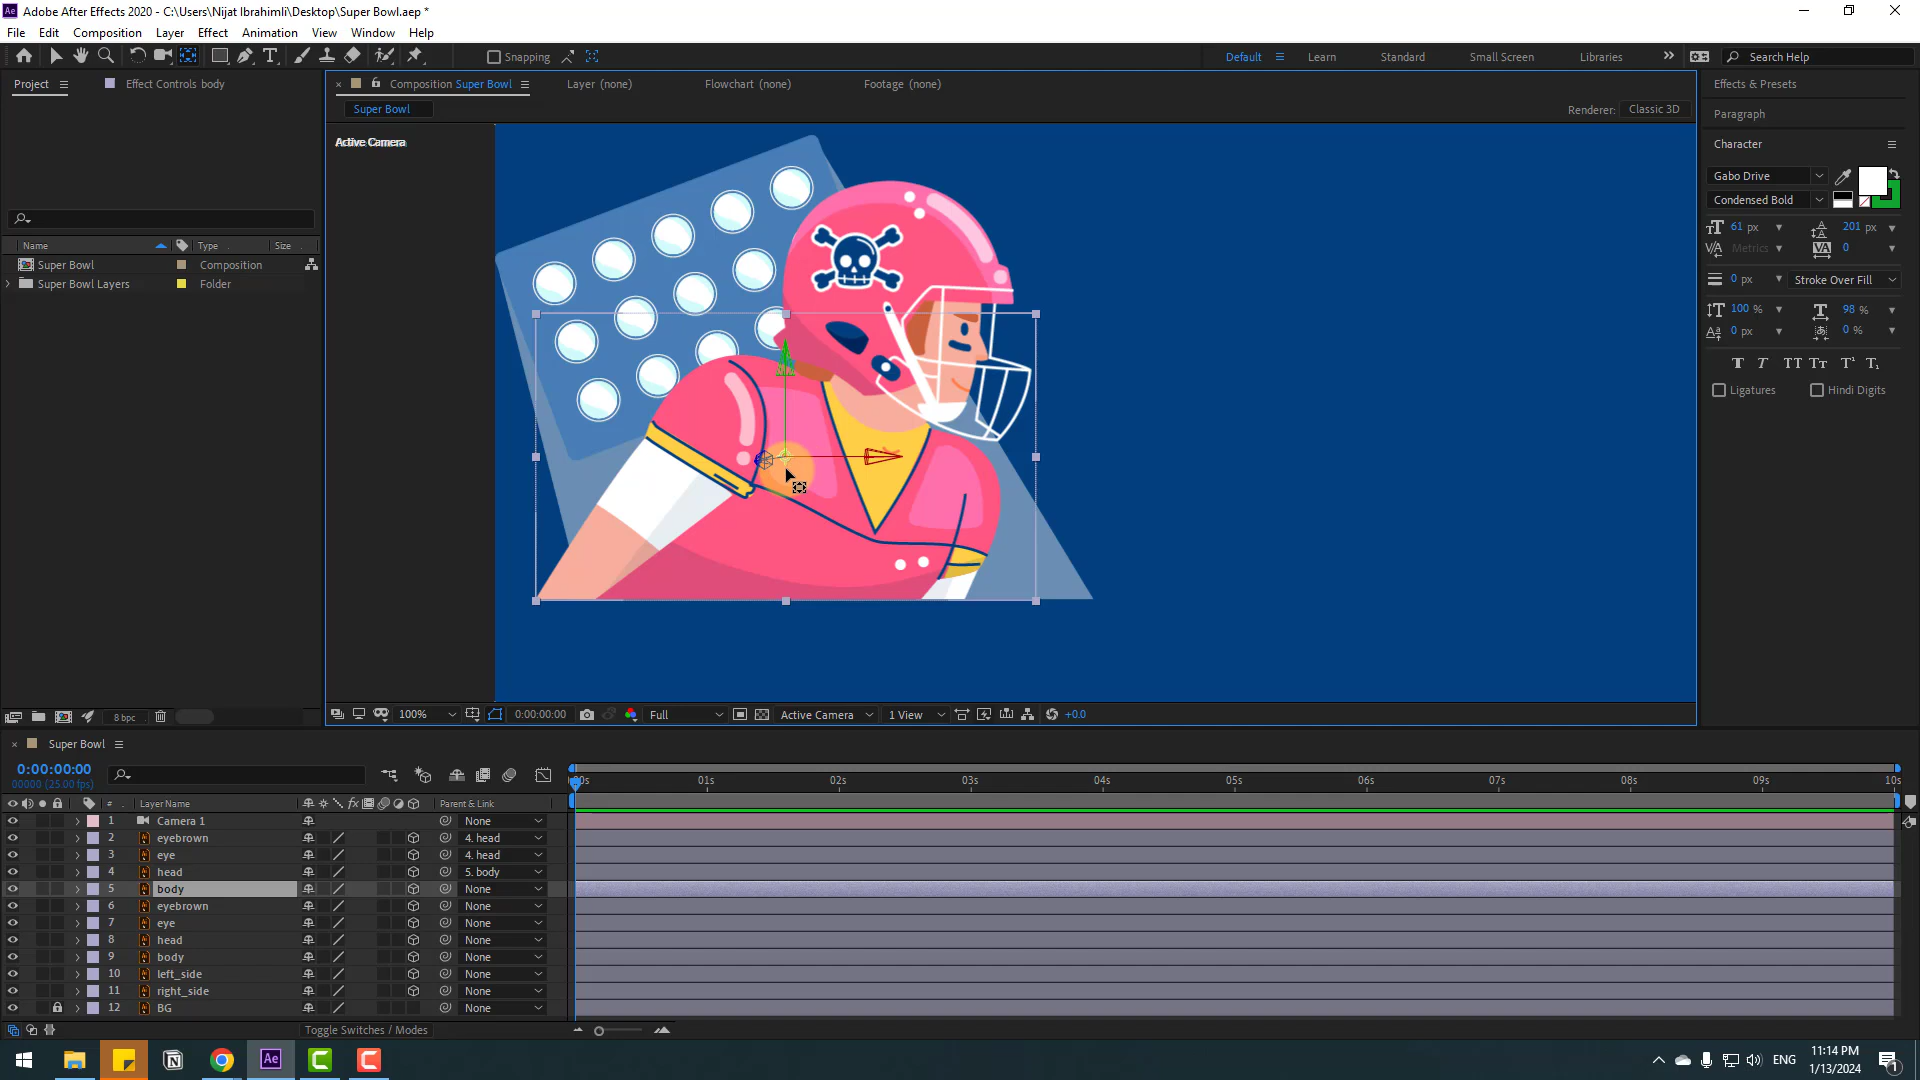 Adobe After Effects 2020 - C:\Users\Nijat Ibrahimli\Desktop\Super Bowl.aep *
File Edit Composition Layer Effect Animation View Window Help
Snapping
Default Learn Standard Small Screen Libraries Search Help
Project Effect Controls body
Composition Super Bowl Layer (none) Flowchart (none) Footage (none)
Effects & Presets
Super Bowl
Renderer: Classic 3D
Paragraph
Active Camera
Character
Gabo Drive
Condensed Bold
61 px 201 px
Metrics 0
0 px Stroke Over Fill
100 % 98 %
0 px 0 %
Ligatures Hindi Digits
Name Type Size
Super Bowl Composition
Super Bowl Layers Folder
8 bpc
100% 0:00:00:00 Full Active Camera 1 View +0.0
Super Bowl
0:00:00:00
00000 (25.00 fps)
00s 01s 02s 03s 04s 05s 06s 07s 08s 09s 10s
# Layer Name Parent & Link
1 Camera 1 None
2 eyebrown 4. head
3 eye 4. head
4 head 5. body
5 body None
6 eyebrown None
7 eye None
8 head None
9 body None
10 left_side None
11 right_side None
12 BG None
Toggle Switches / Modes
ENG
11:14 PM
1/13/2024
1